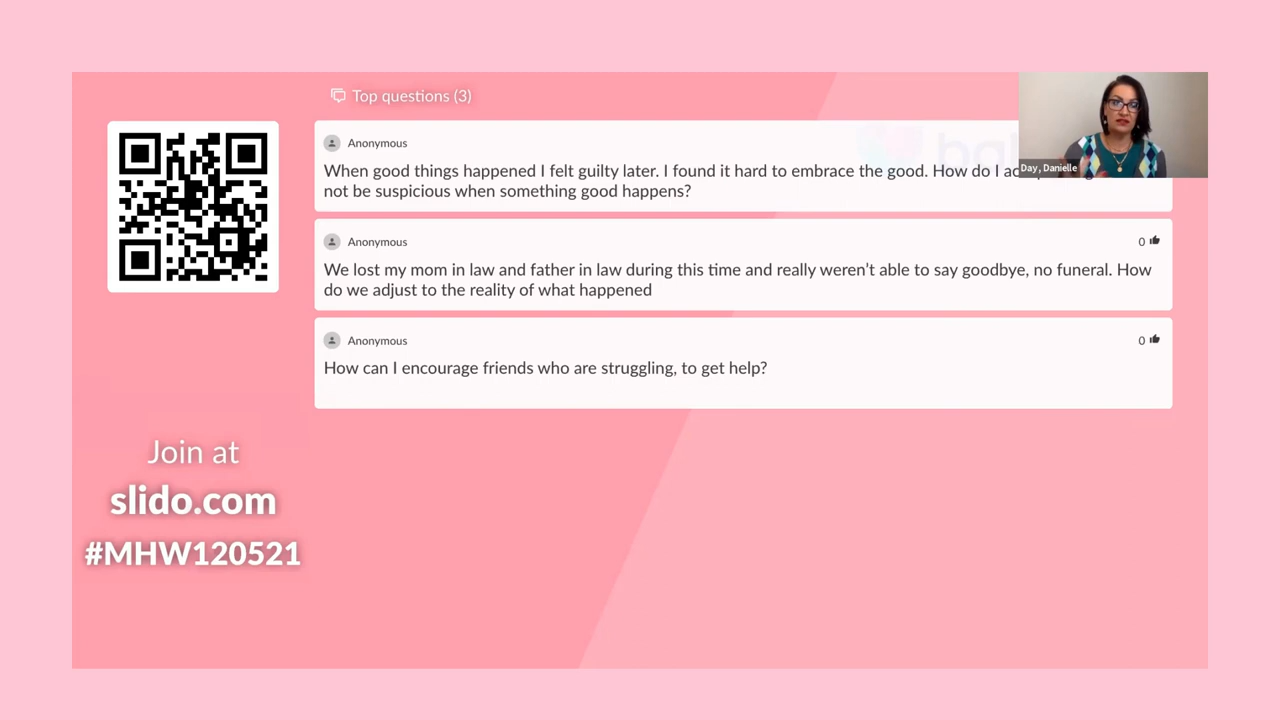 Top questions (3)
Anonymous
When good things happened I felt guilty later. I found it hard to embrace the good. How do I
not be suspicious when something good happens?
Day, Danielle
Anonymous
0
We lost my mom in law and father in law during this time and really weren't able to say goodbye, no funeral. How
do we adjust to the reality of what happened
Anonymous
0
How can I encourage friends who are struggling, to get help?
Join at
slido.com
#MHW120521